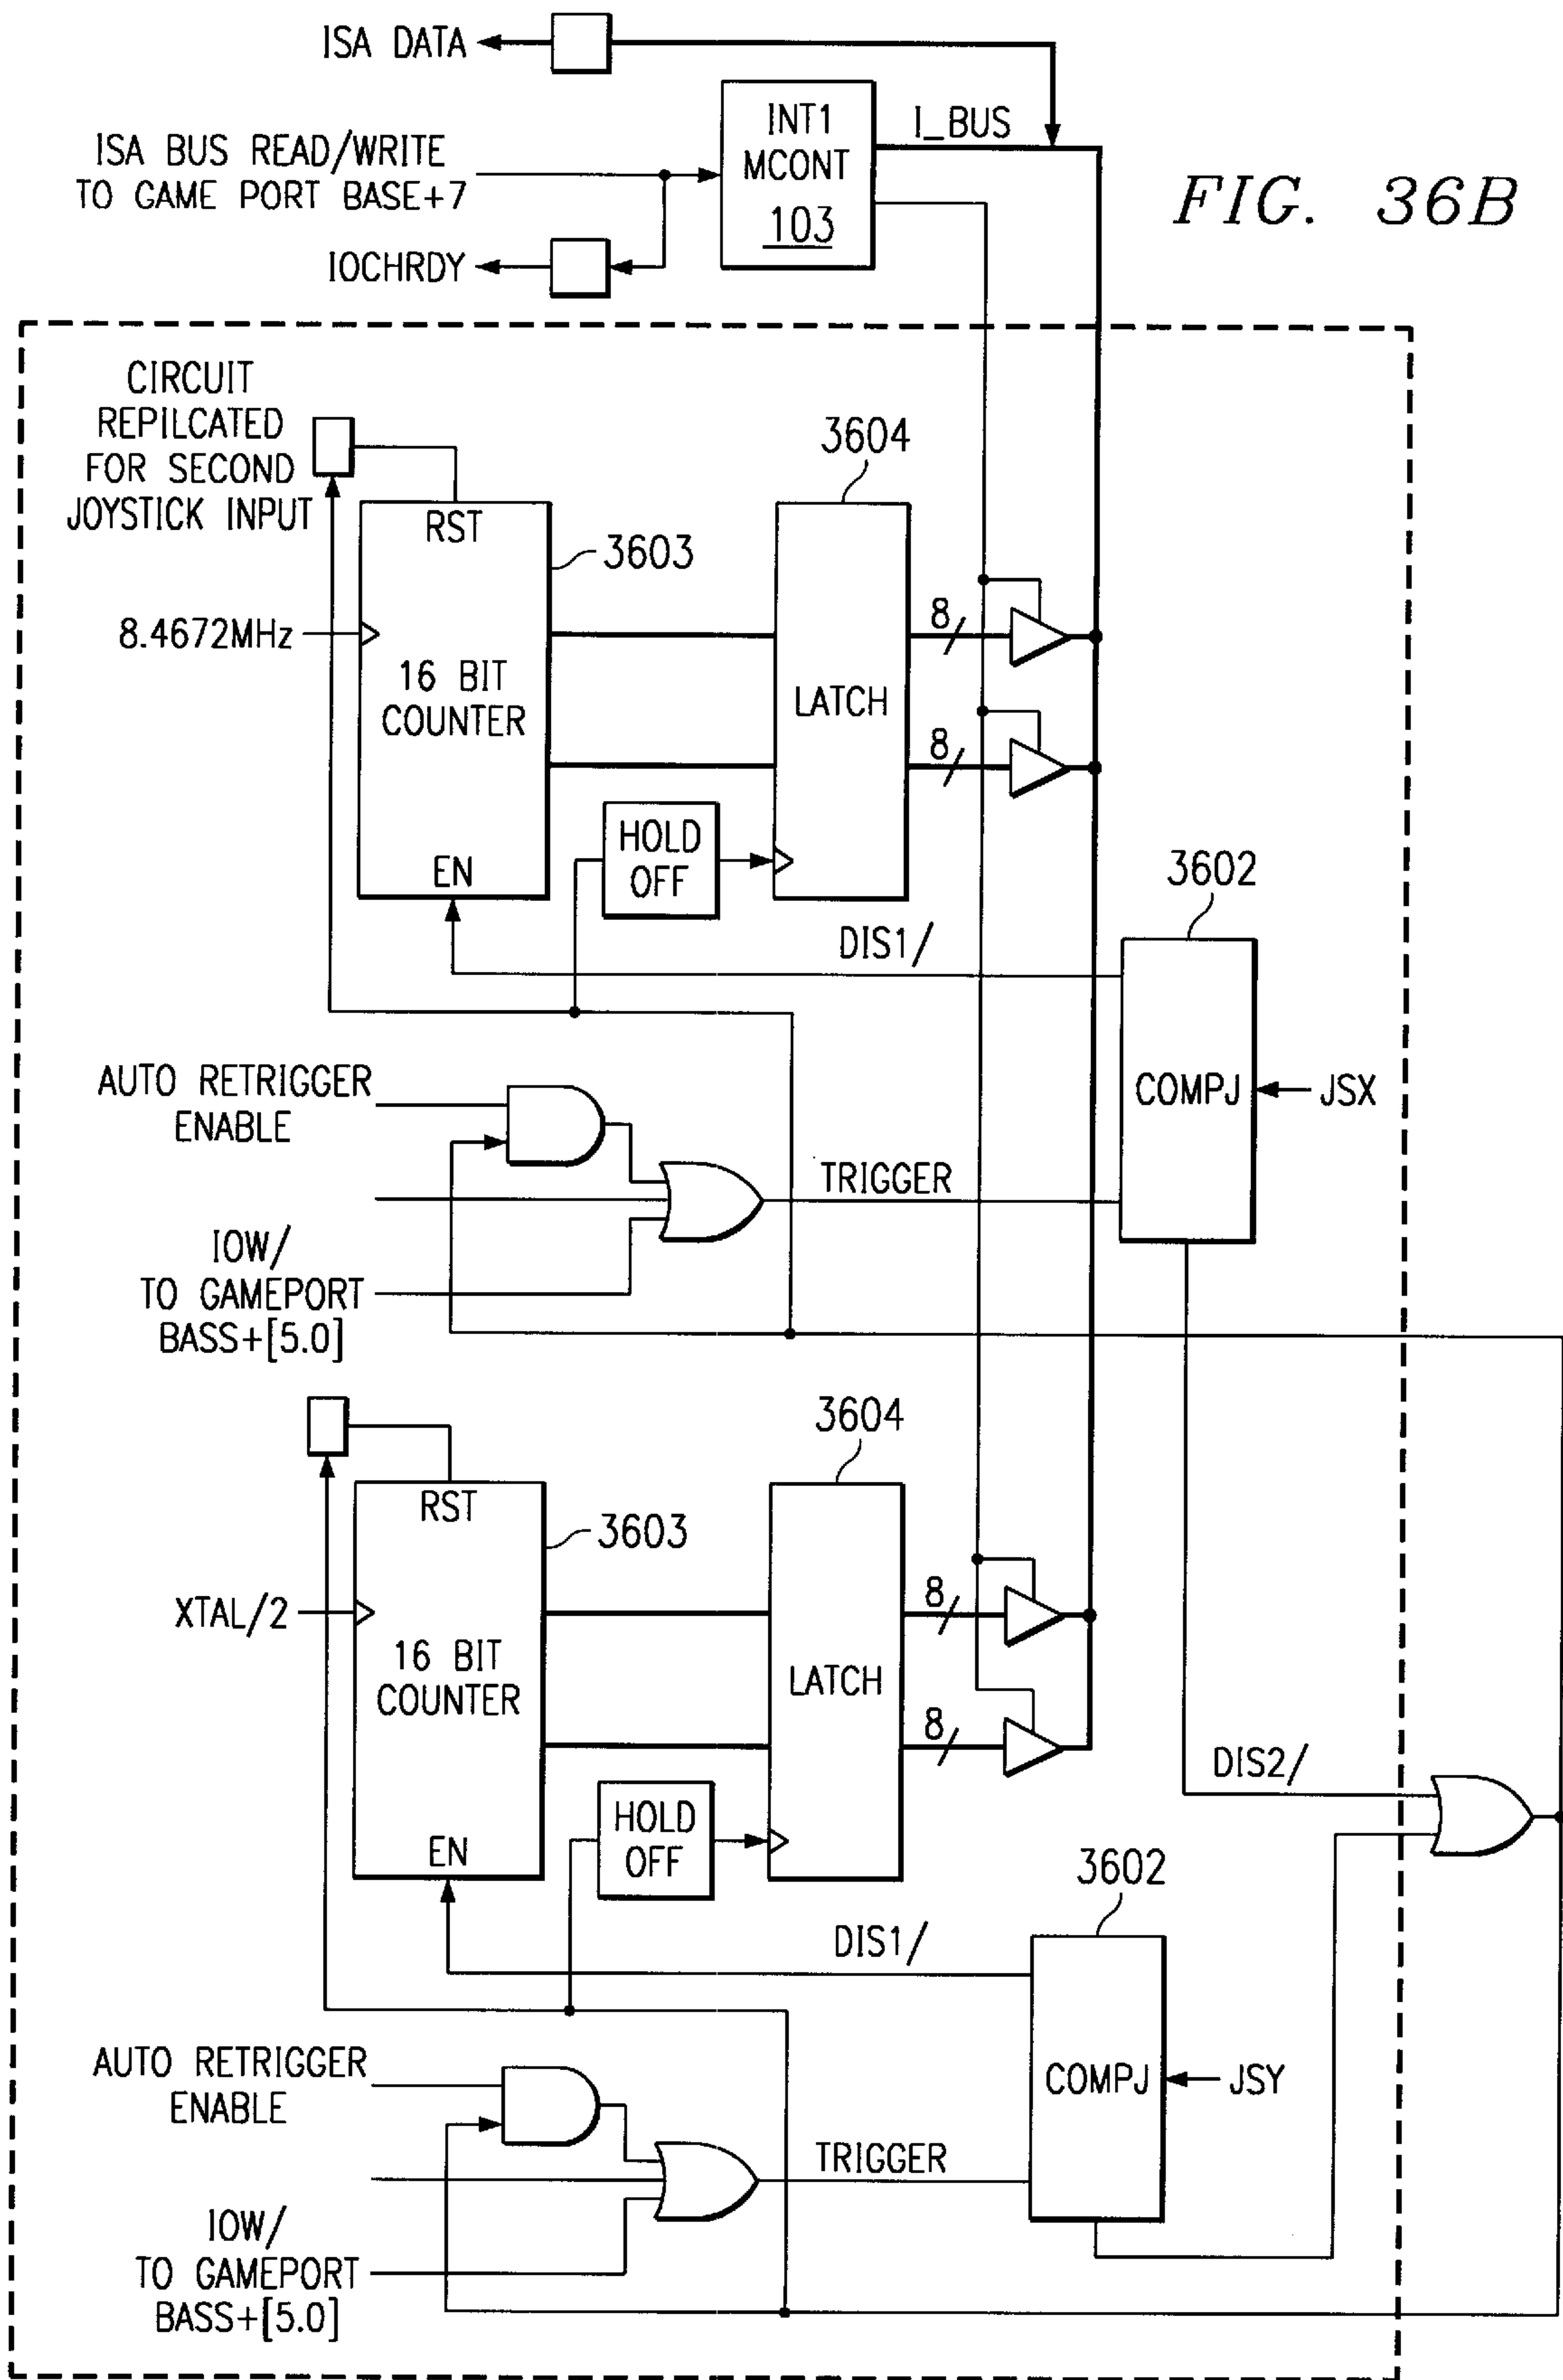 ISA DATA
ISA BUS READ/WRITE
TO GAME PORT BASE+7
IOCHRDY
INT1
MCONT
103
I_BUS
FIG. 36B
CIRCUIT
REPILCATED
FOR SECOND
JOYSTICK INPUT
RST
3603
3604
8.4672MHz
16 BIT
COUNTER
LATCH
8
8
HOLD
OFF
EN
DIS1/
3602
COMPJ
JSX
AUTO RETRIGGER
ENABLE
TRIGGER
IOW/
TO GAMEPORT
BASS+[5.0]
RST
3603
3604
XTAL/2
16 BIT
COUNTER
LATCH
8
8
HOLD
OFF
EN
DIS2/
DIS1/
3602
COMPJ
JSY
AUTO RETRIGGER
ENABLE
TRIGGER
IOW/
TO GAMEPORT
BASS+[5.0]